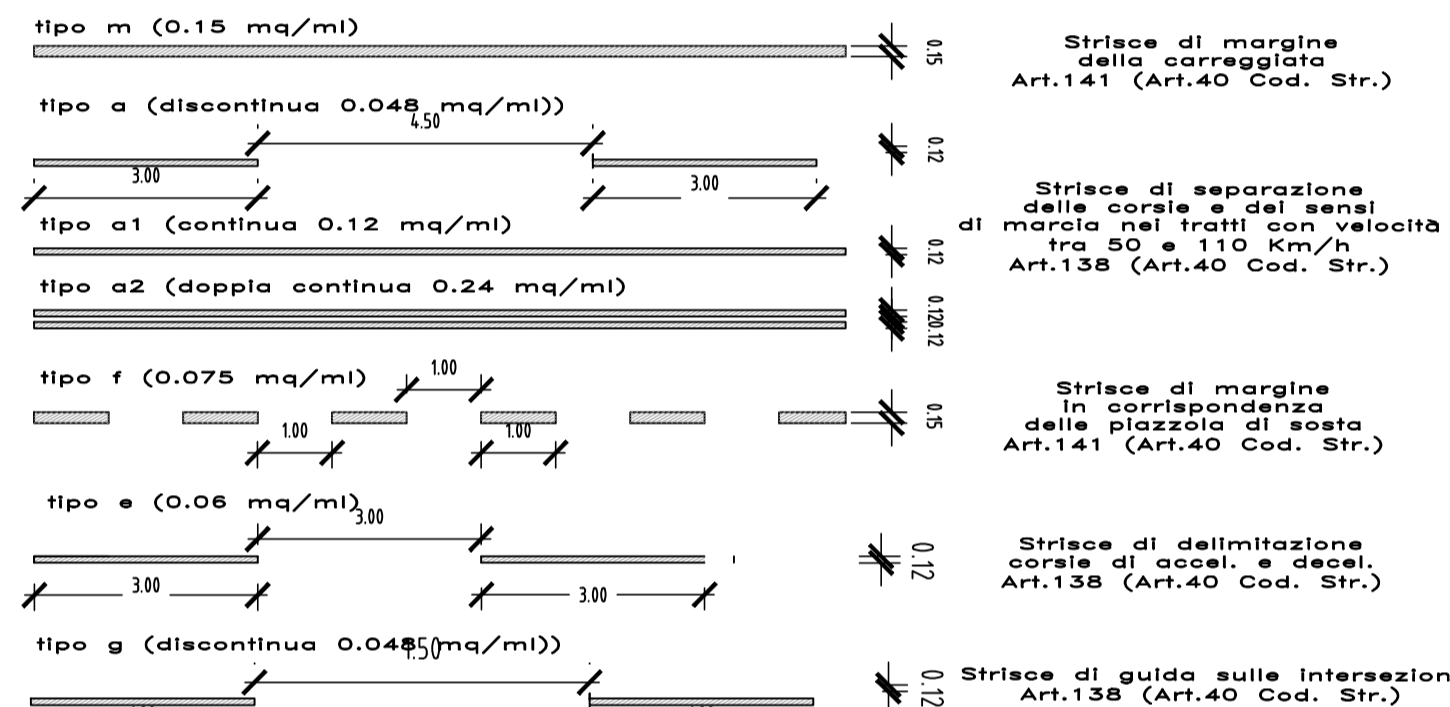 tipo m (0.15 mq/ml)
0.15
Strisce di margine
della carreggiata
Art.141 (Art.40 Cod. Str.)
tipo a (discontinua 0.048 mq/ml))
4.50
0.12
3.00
3.00
Strisce di separazione
delle corsie e dei sensi
di marcia nei tratti con velocità
tra 50 e 110 Km/h
Art.138 (Art.40 Cod. Str.)
tipo a1 (continua 0.12 mq/ml)
0.12
tipo a2 (doppia continua 0.24 mq/ml)
0.120.12
tipo f (0.075 mq/ml)
1.00
0.15
1.00
1.00
Strisce di margine
in corrispondenza
delle piazzola di sosta
Art.141 (Art.40 Cod. Str.)
tipo e (0.06 mq/ml)
3.00
0.12
3.00
3.00
Strisce di delimitazione
corsie di accel. e decel.
Art.138 (Art.40 Cod. Str.)
tipo g (discontinua 0.048 mq/ml))
0.12
Strisce di guida sulle intersezion
Art.138 (Art.40 Cod. Str.)